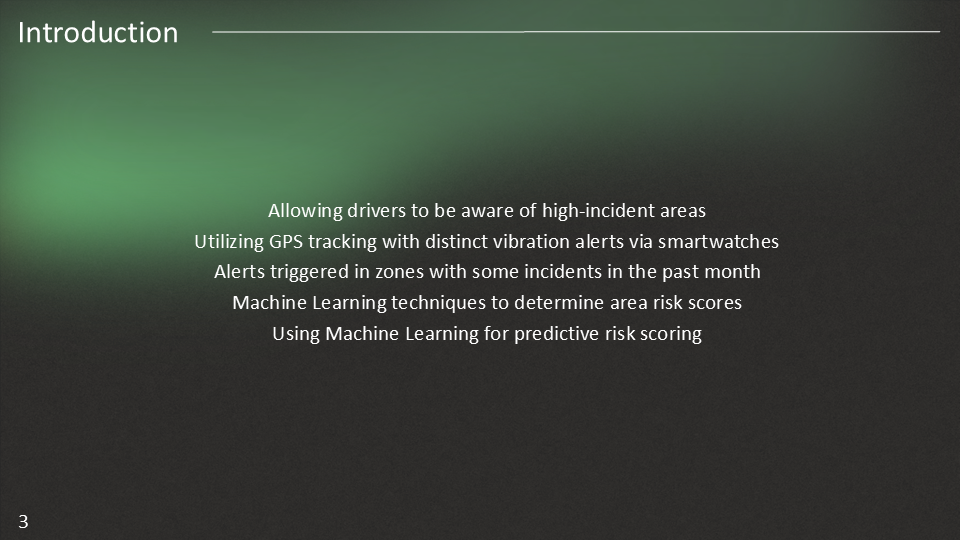 Introduction
Allowing drivers to be aware of high-incident areas
Utilizing GPS tracking with distinct vibration alerts via smartwatches
Alerts triggered in zones with some incidents in the past month
Machine Learning techniques to determine area risk scores
Using Machine Learning for predictive risk scoring
3